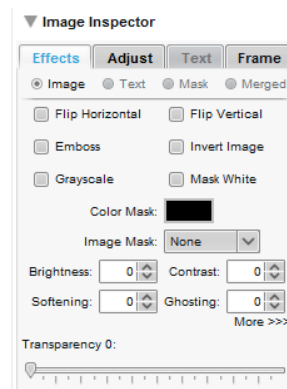 Image Inspector
Effects Adjust Text Frame
Image Text Mask Merged
Flip Horizontal Flip Vertical
Emboss Invert Image
Grayscale Mask White
Color Mask:
Image Mask: None
Brightness: 0 Contrast: 0
Softening: 0 Ghosting: 0
More >>>
Transparency 0: